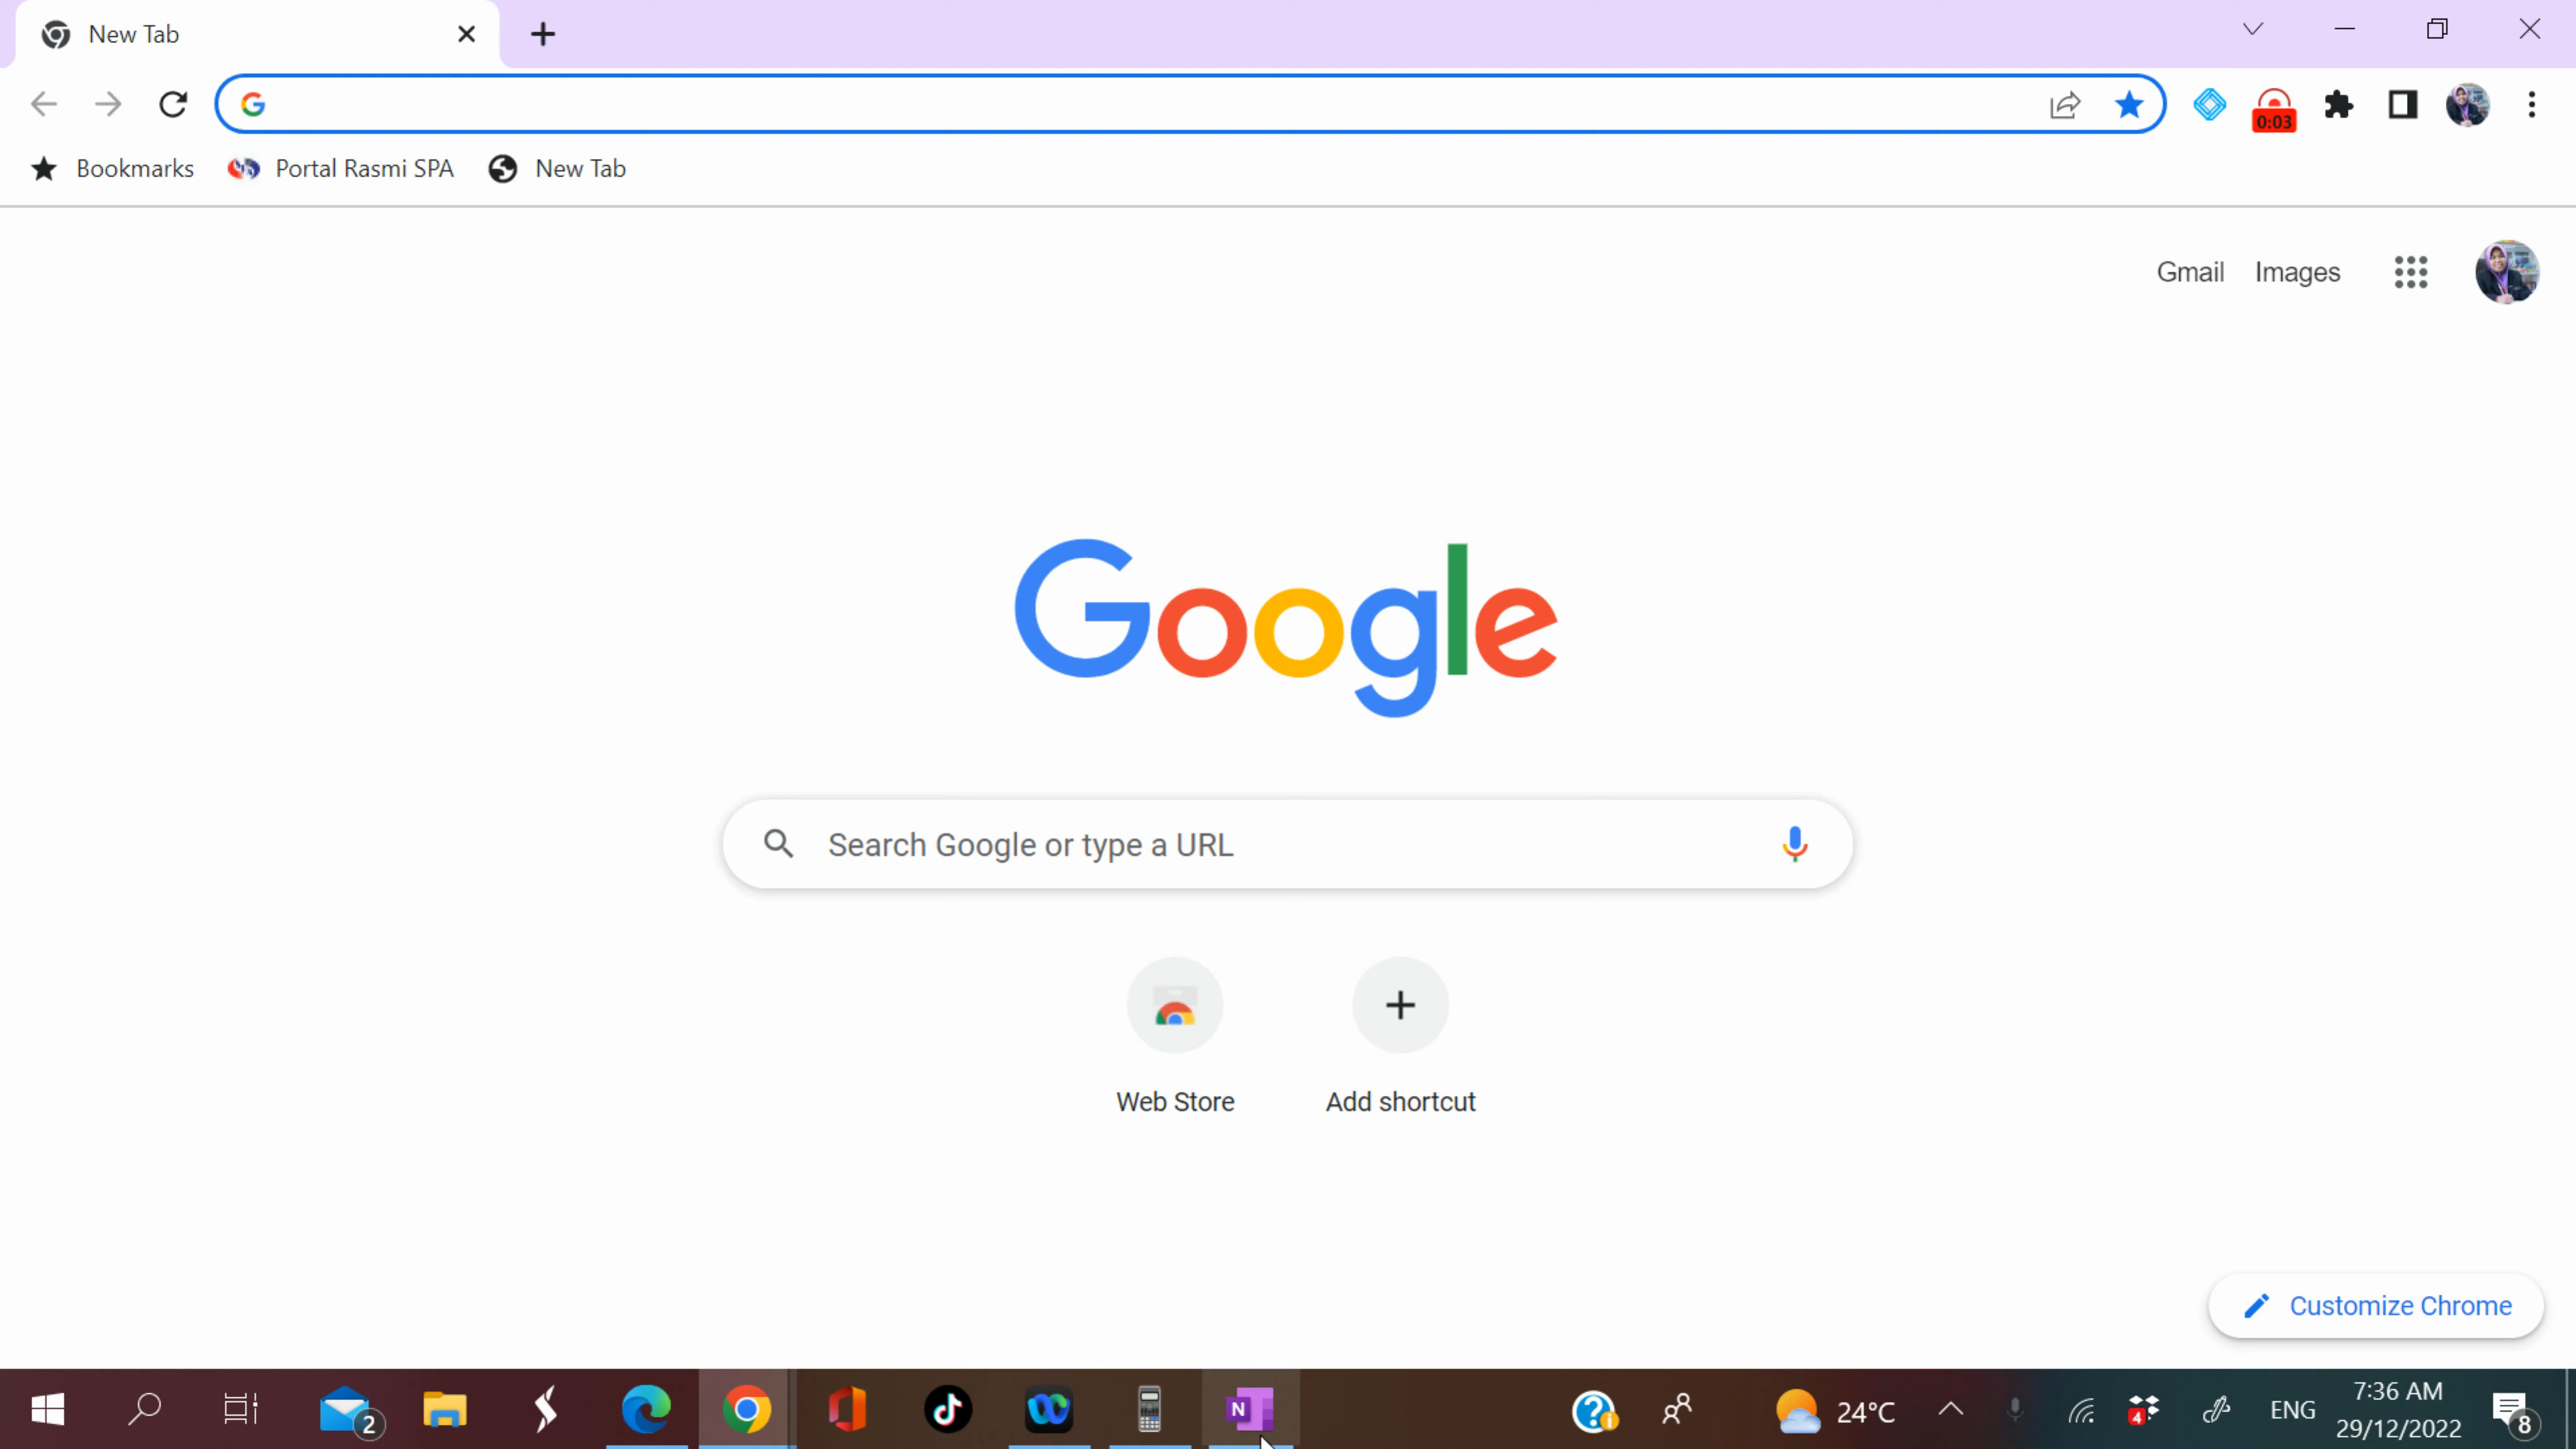 New Tab
0:03
Bookmarks
Portal Rasmi SPA
New Tab
Gmail
Images
Google
Search Google or type a URL
Web Store
Add shortcut
Customize Chrome
2
N
24°C
4
ENG
7:36 AM
29/12/2022
8